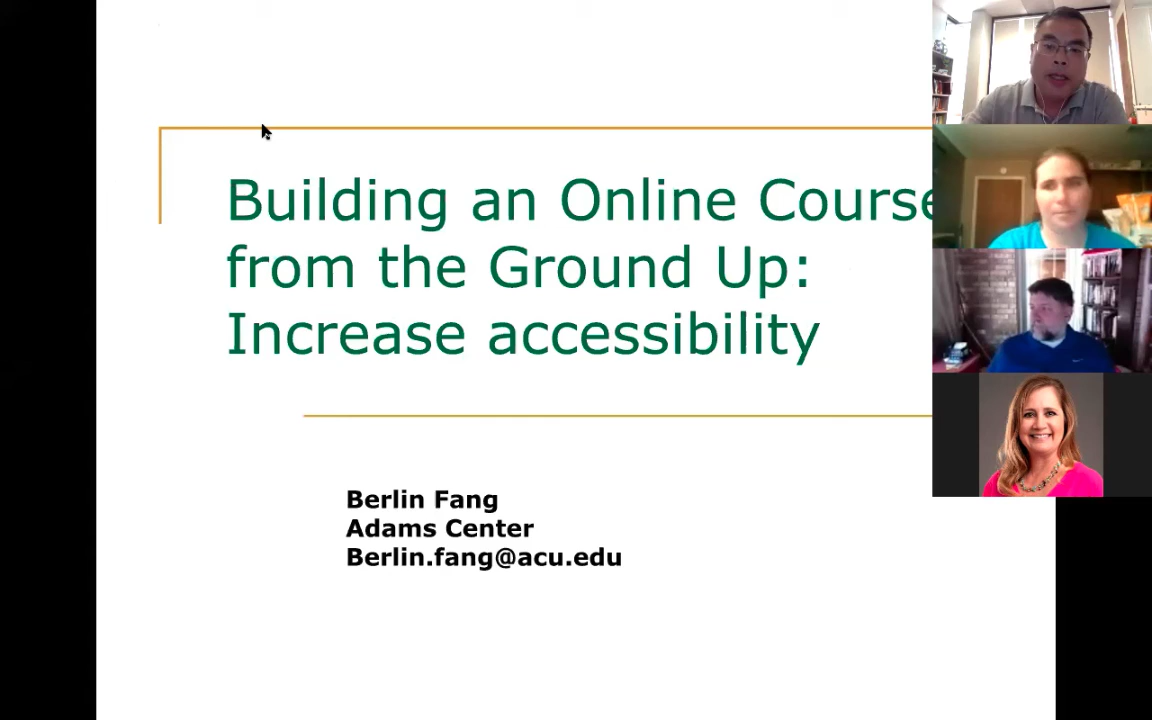 Building an Online Course
from the Ground Up:
Increase accessibility
Berlin Fang
Adams Center
Berlin.fang@acu.edu